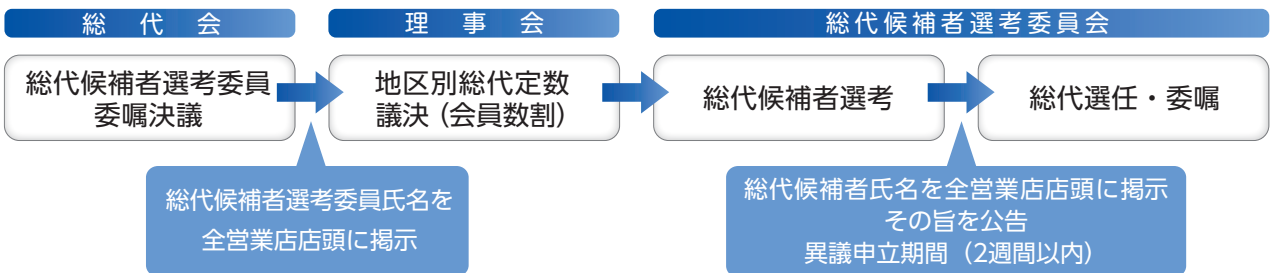 総代会
理事会
総代候補者選考委員会
総代候補者選考委員
委嘱決議
地区別総代定数
議決（会員数割）
総代候補者選考
総代選任・委嘱
総代候補者選考委員氏名を
全営業店店頭に掲示
総代候補者氏名を全営業店店頭に掲示
その旨を公告
異議申立期間（2週間以内）